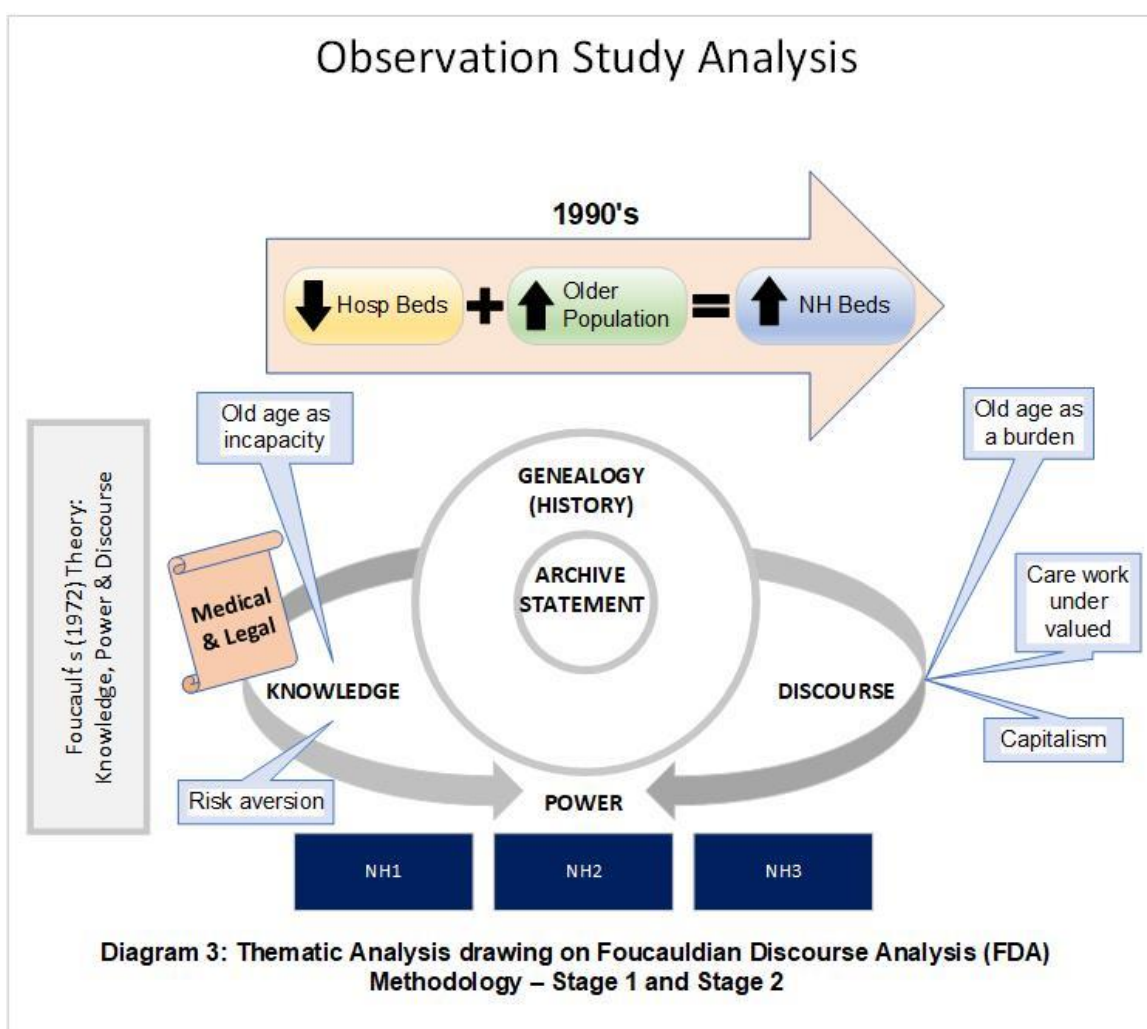 Observation Study Analysis
1990's
Hosp Beds
Older
Population
NH Beds
Old age as
incapacity
Old age as
a burden
Foucault´s (1972) Theory:
Knowledge, Power & Discourse
GENEALOGY
(HISTORY)
ARCHIVE
STATEMENT
Medical
& Legal
Care work
under
valued
KNOWLEDGE
DISCOURSE
Capitalism
Risk aversion
POWER
NH1
NH2
NH3
Diagram 3: Thematic Analysis drawing on Foucauldian Discourse Analysis (FDA)
Methodology – Stage 1 and Stage 2